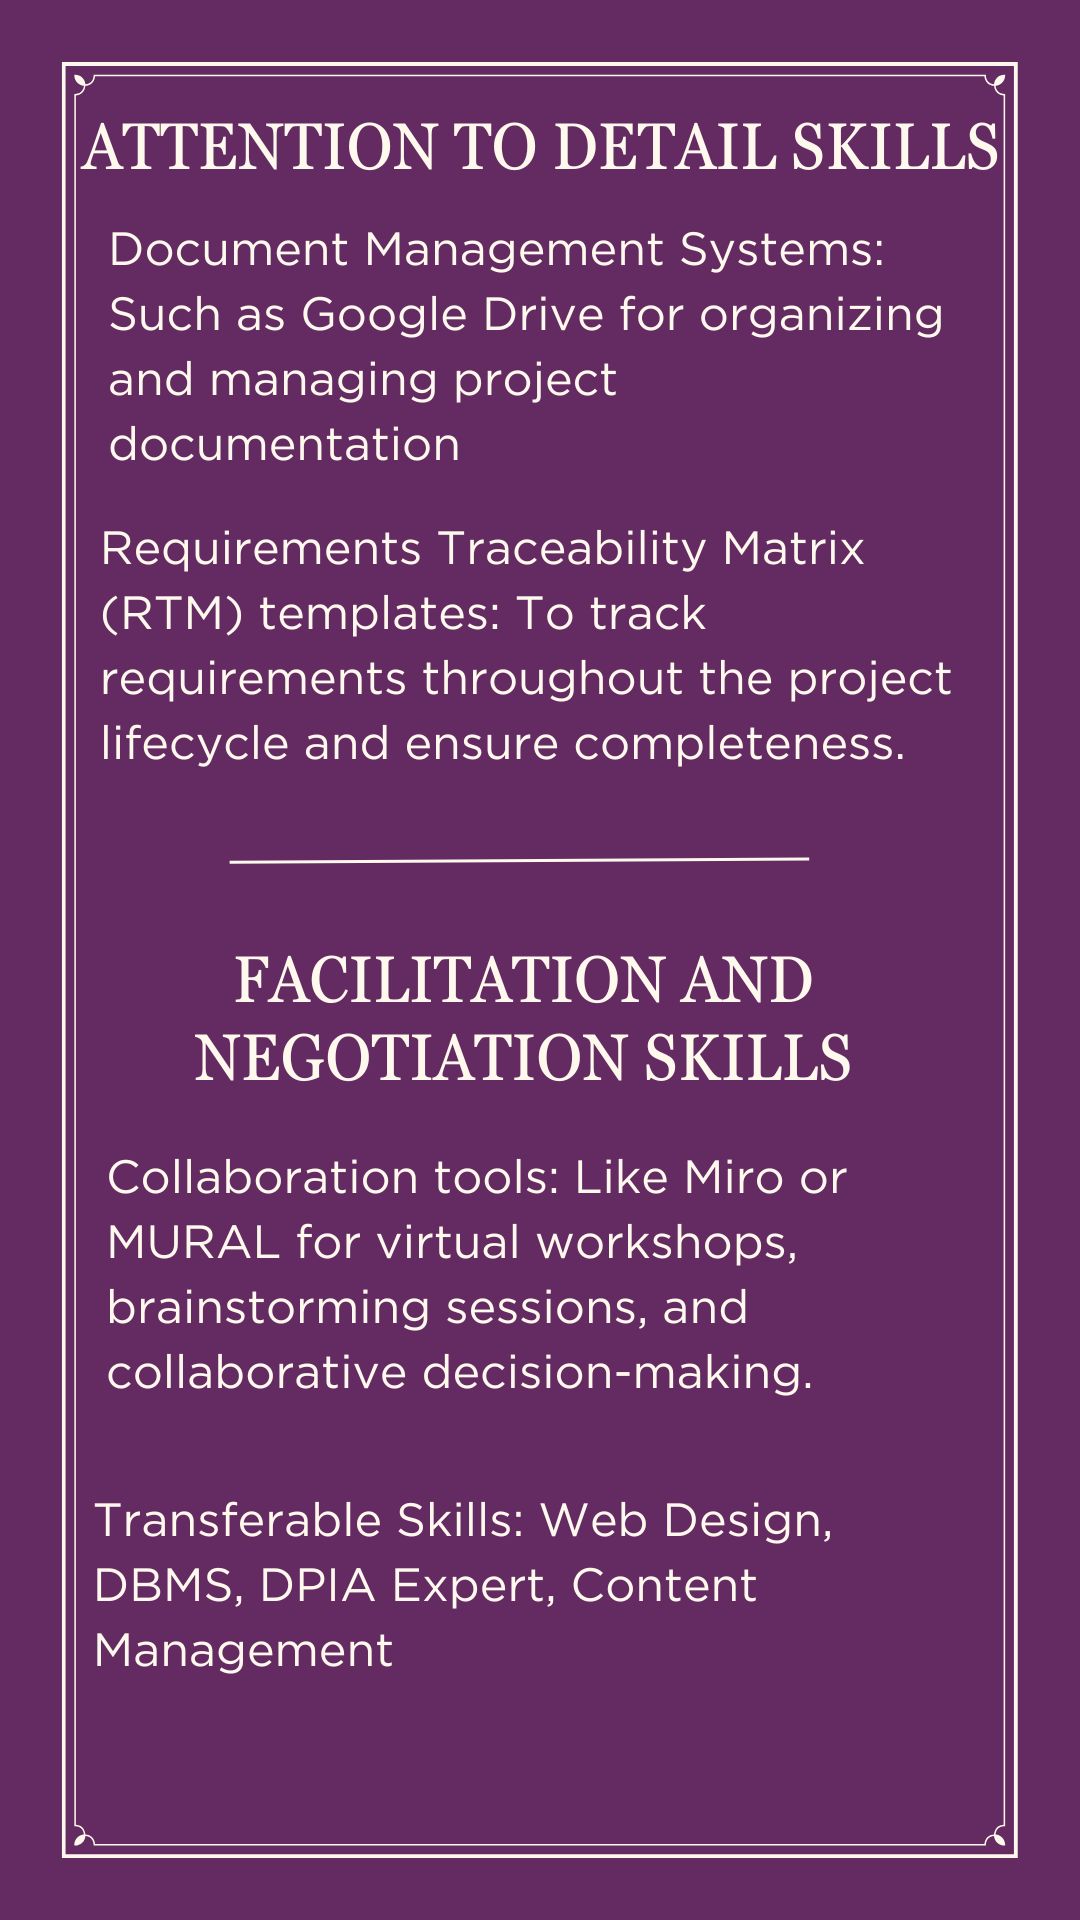 ATTENTION TO DETAIL SKILLS
Document Management Systems:
Such as Google Drive for organizing
and managing project
documentation
Requirements Traceability Matrix
(RTM) templates: To track
requirements throughout the project
lifecycle and ensure completeness.
FACILITATION AND
NEGOTIATION SKILLS
Collaboration tools: Like Miro or
MURAL for virtual workshops,
brainstorming sessions, and
collaborative decision-making.
Transferable Skills: Web Design,
DBMS, DPIA Expert, Content
Management